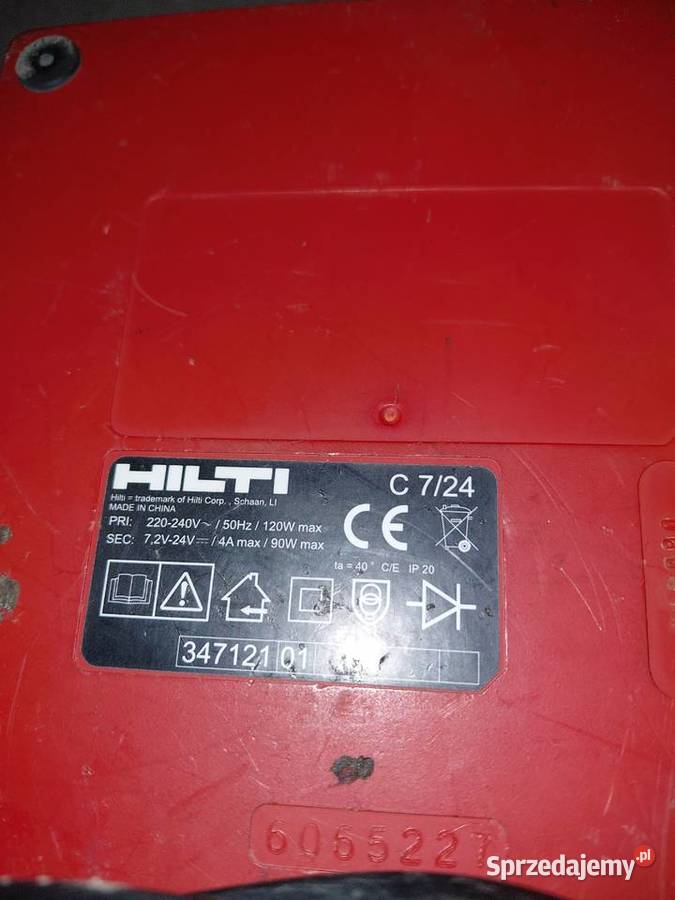 HILTI
C 7/24
Hilti = trademark of Hilti Corp. , Schaan, LI
MADE IN CHINA
PRI: 220-240V~ / 50Hz / 120W max
SEC: 7,2V-24V⎓ / 4A max / 90W max
CE
ta = 40° C/E IP 20
347121 01
6065227
Sprzedajemy.pl